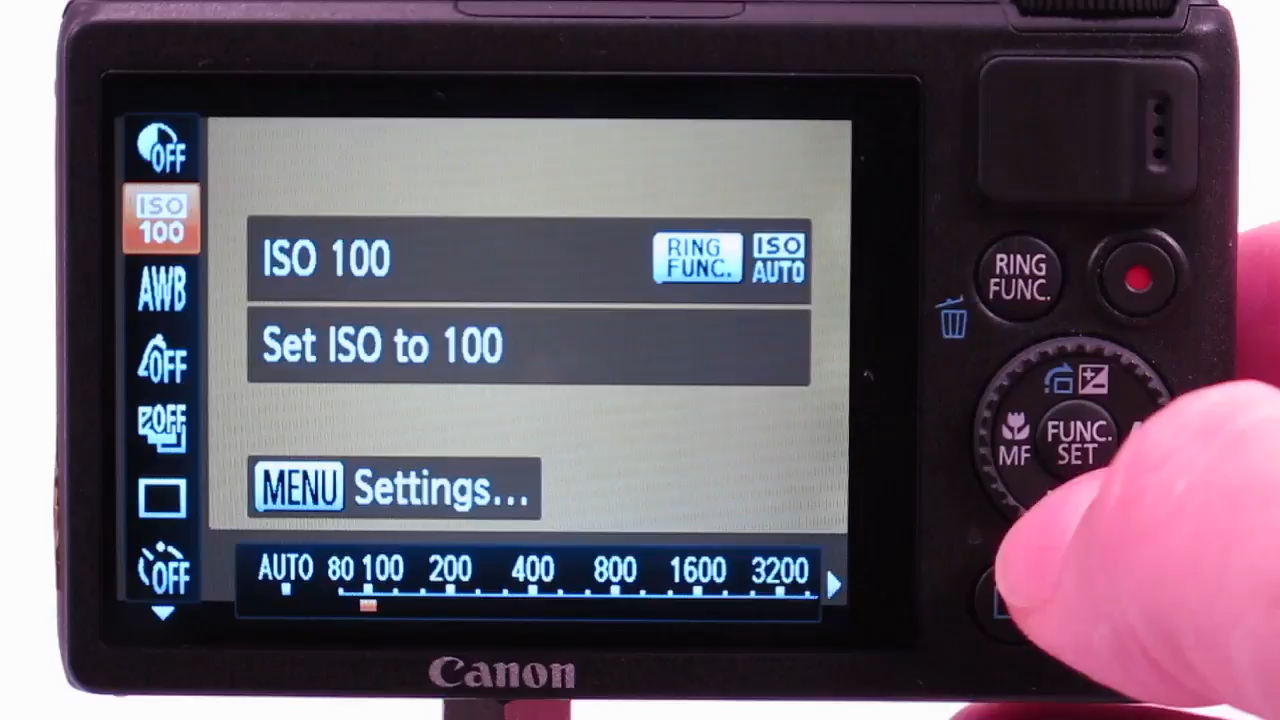 OFF
ISO
100
AWB
OFF
OFF
OFF
ISO 100
RING
FUNC.
ISO
AUTO
Set ISO to 100
MENU Settings...
AUTO 80 100 200 400 800 1600 3200
RING
FUNC.
MF
FUNC.
SET
Canon